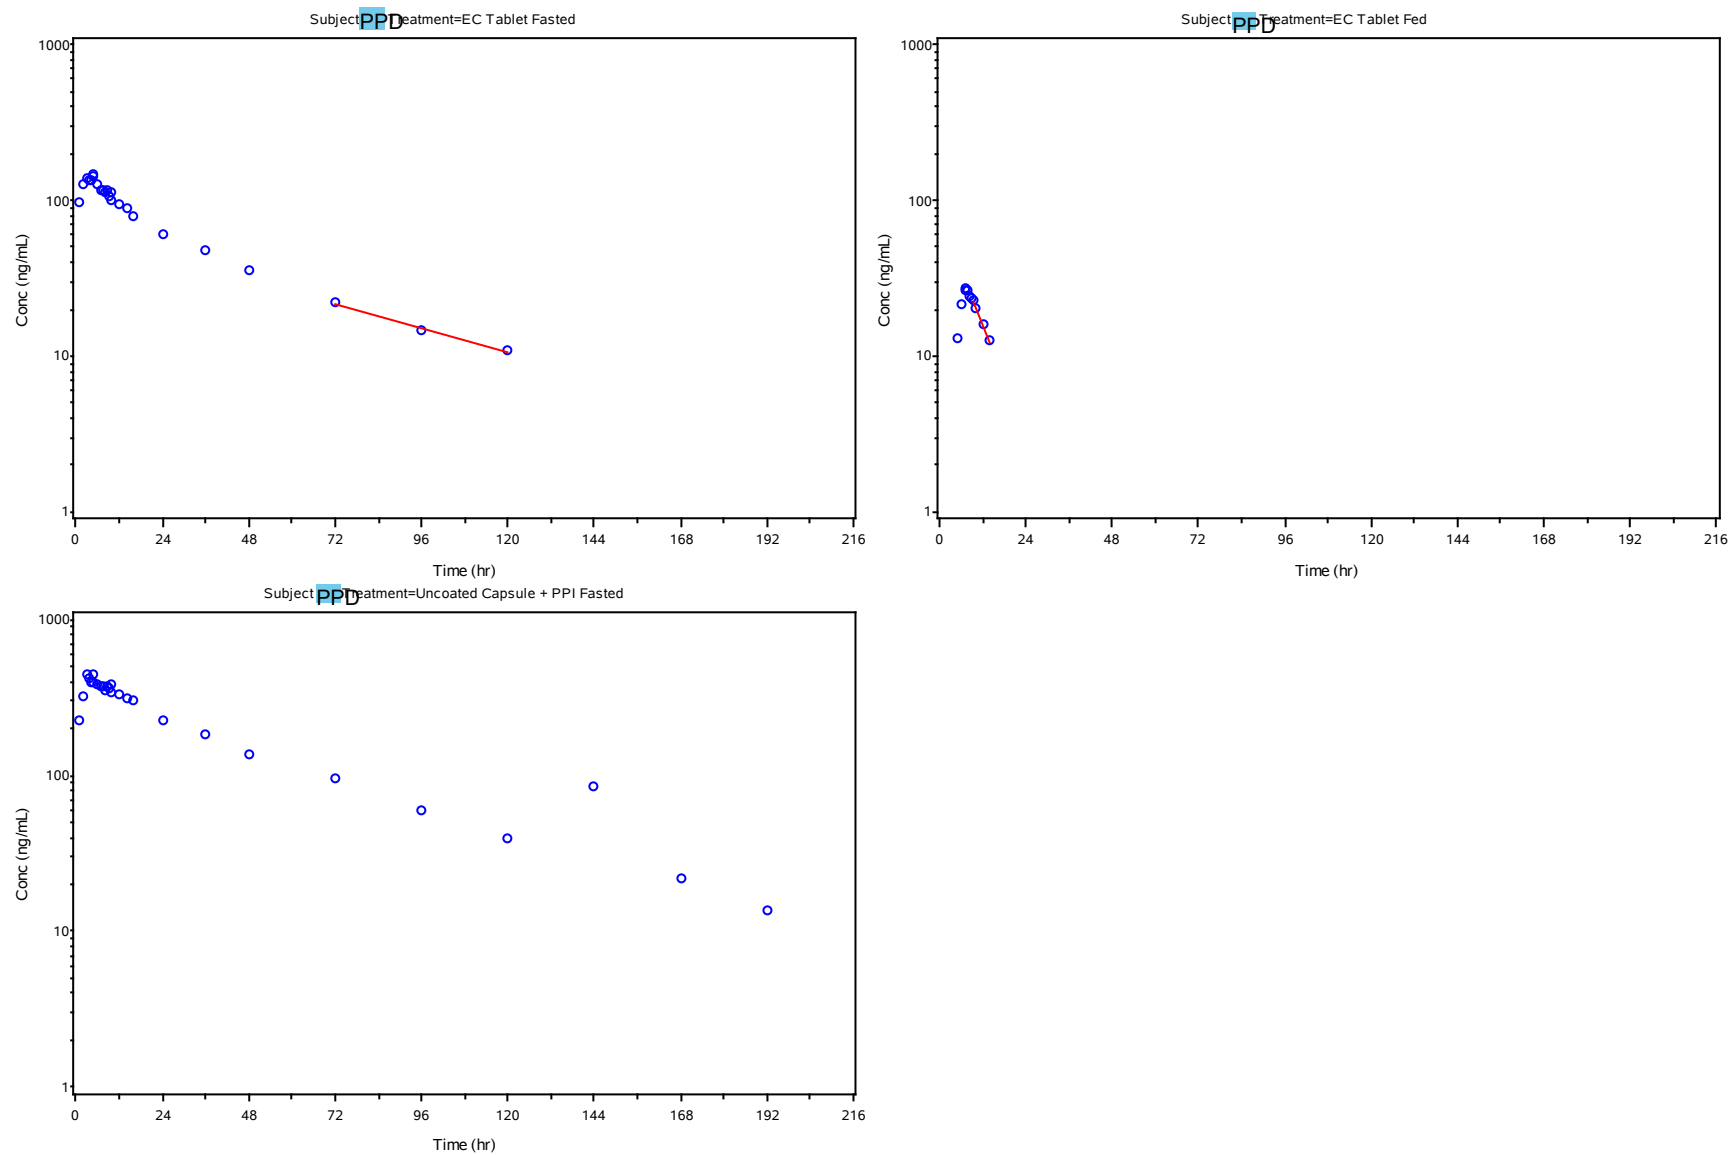 Subject PPD Treatment=EC Tablet Fasted
1000
100
10
1
Conc (ng/mL)
0 24 48 72 96 120 144 168 192 216
Time (hr)
Subject PPD Treatment=EC Tablet Fed
1000
100
10
1
Conc (ng/mL)
0 24 48 72 96 120 144 168 192 216
Time (hr)
Subject PPD Treatment=Uncoated Capsule + PPI Fasted
1000
100
10
1
Conc (ng/mL)
0 24 48 72 96 120 144 168 192 216
Time (hr)